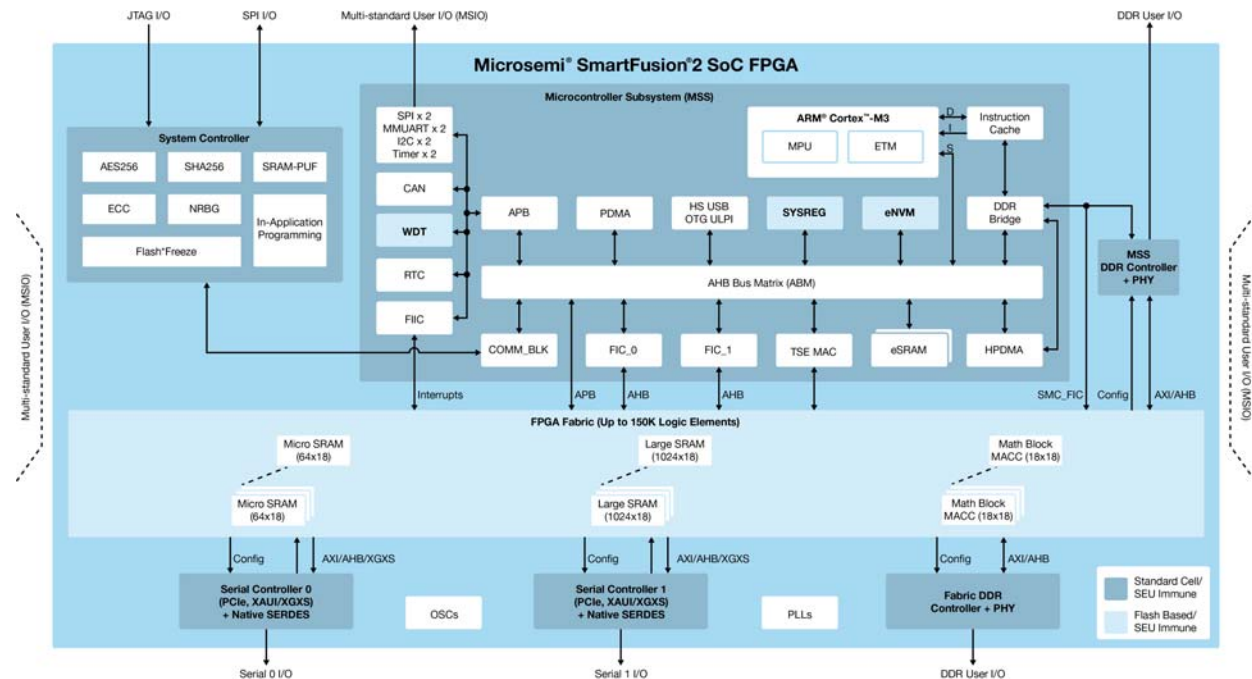 JTAG I/O
SPI I/O
Multi-standard User I/O (MSIO)
DDR User I/O
Microsemi® SmartFusion®2 SoC FPGA
Microcontroller Subsystem (MSS)
System Controller
AES256
SHA256
SRAM-PUF
ECC
NRBG
In-Application
Programming
Flash*Freeze
SPI x 2
MMUART x 2
I2C x 2
Timer x 2
CAN
WDT
RTC
FIIC
ARM® Cortex™-M3
MPU
ETM
D
I
S
Instruction
Cache
APB
PDMA
HS USB
OTG ULPI
SYSREG
eNVM
DDR
Bridge
AHB Bus Matrix (ABM)
COMM_BLK
FIC_0
FIC_1
TSE MAC
eSRAM
HPDMA
MSS
DDR Controller
+ PHY
Multi-standard User I/O (MSIO)
Multi-standard User I/O (MSIO)
Interrupts
APB
AHB
AHB
SMC_FIC
Config
AXI/AHB
FPGA Fabric (Up to 150K Logic Elements)
Micro SRAM
(64x18)
Large SRAM
(1024x18)
Math Block
MACC (18x18)
Micro SRAM
(64x18)
Large SRAM
(1024x18)
Math Block
MACC (18x18)
Config
AXI/AHB/XGXS
Config
AXI/AHB/XGXS
Config
AXI/AHB
Serial Controller 0
(PCIe, XAUI/XGXS)
+ Native SERDES
OSCs
Serial Controller 1
(PCIe, XAUI/XGXS)
+ Native SERDES
PLLs
Fabric DDR
Controller + PHY
Standard Cell/
SEU Immune
Flash Based/
SEU Immune
Serial 0 I/O
Serial 1 I/O
DDR User I/O